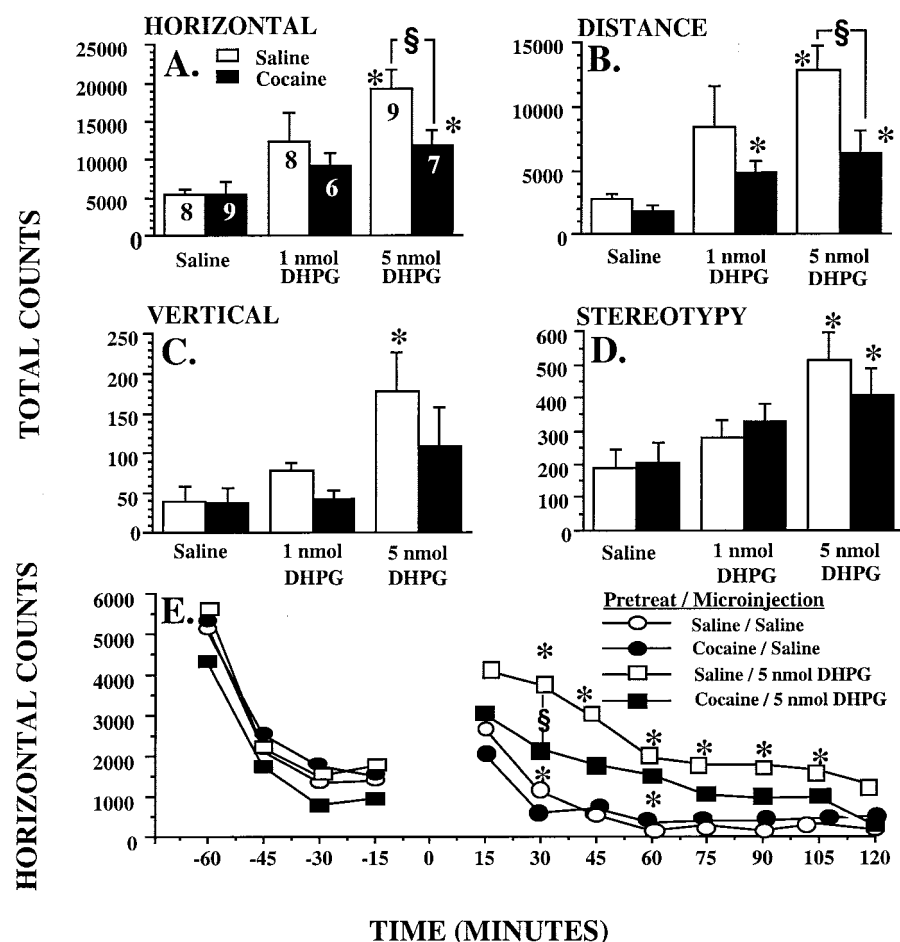 HORIZONTAL
A.
Saline
Cocaine
25000
20000
15000
10000
5000
0
8
9
8
6
*
9
§
7
*
Saline
1 nmol DHPG
5 nmol DHPG
DISTANCE
B.
15000
10000
5000
0
*
*
§
*
Saline
1 nmol DHPG
5 nmol DHPG
TOTAL COUNTS
VERTICAL
C.
250
200
150
100
50
0
*
Saline
1 nmol DHPG
5 nmol DHPG
STEREOTYPY
D.
600
500
400
300
200
100
0
*
*
Saline
1 nmol DHPG
5 nmol DHPG
HORIZONTAL COUNTS
E.
6000
5000
4000
3000
2000
1000
0
Pretreat / Microinjection
Saline / Saline
Cocaine / Saline
Saline / 5 nmol DHPG
Cocaine / 5 nmol DHPG
*
*
§
*
*
*
*
*
*
-60 -45 -30 -15 0 15 30 45 60 75 90 105 120
TIME (MINUTES)